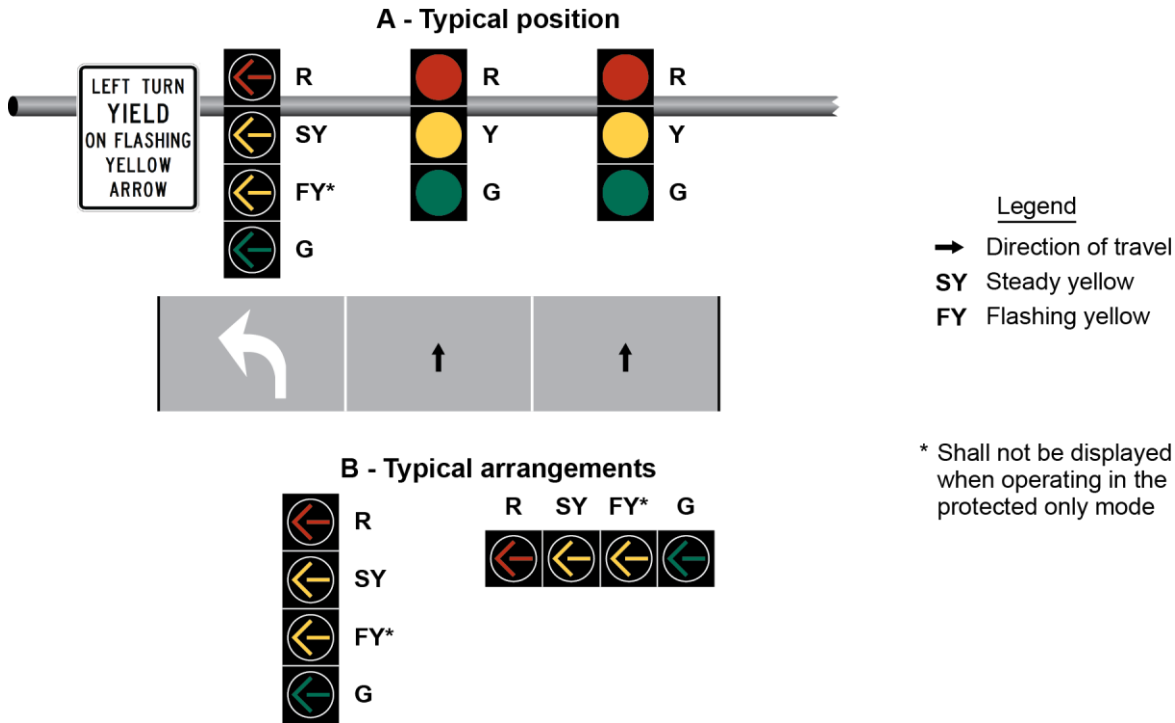 A - Typical position
LEFT TURN
YIELD
ON FLASHING
YELLOW
ARROW
R
SY
FY*
G
R
Y
G
R
Y
G
Legend
Direction of travel
SY Steady yellow
FY Flashing yellow
* Shall not be displayed
when operating in the
protected only mode
B - Typical arrangements
R
SY
FY*
G
R SY FY* G